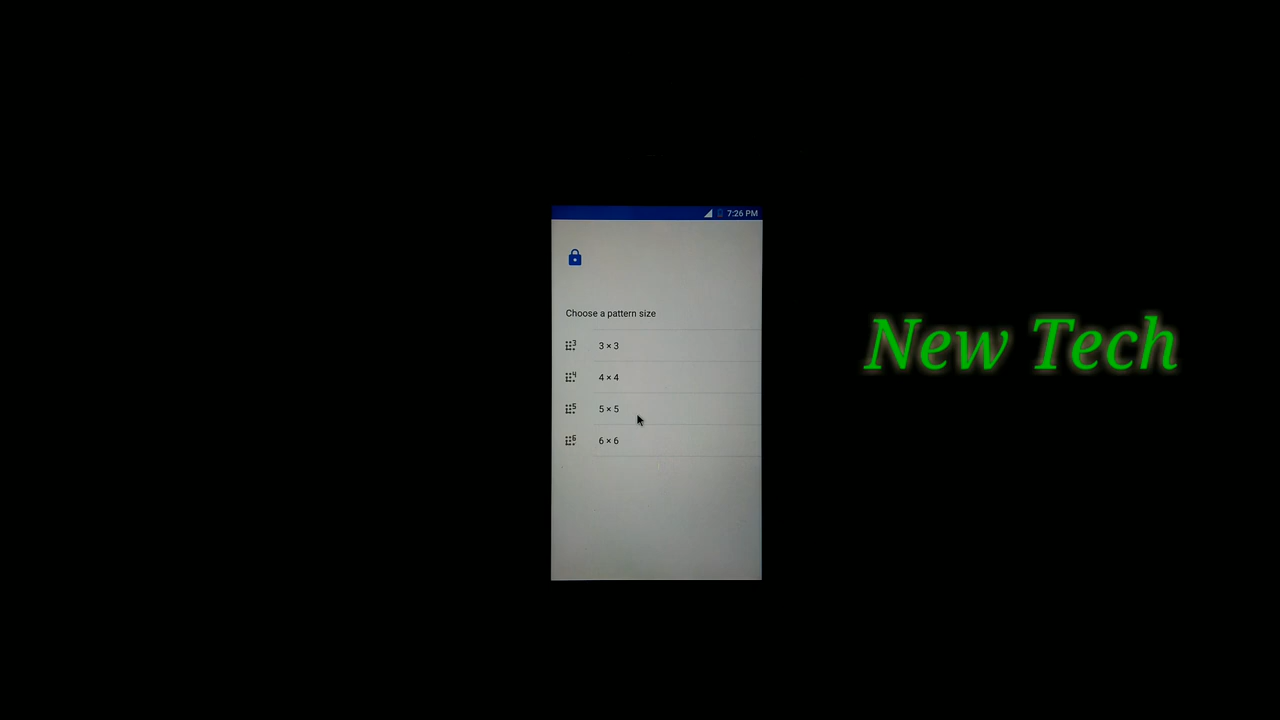 7:26 PM
Choose a pattern size
3 × 3
4 × 4
5 × 5
6 × 6
New Tech